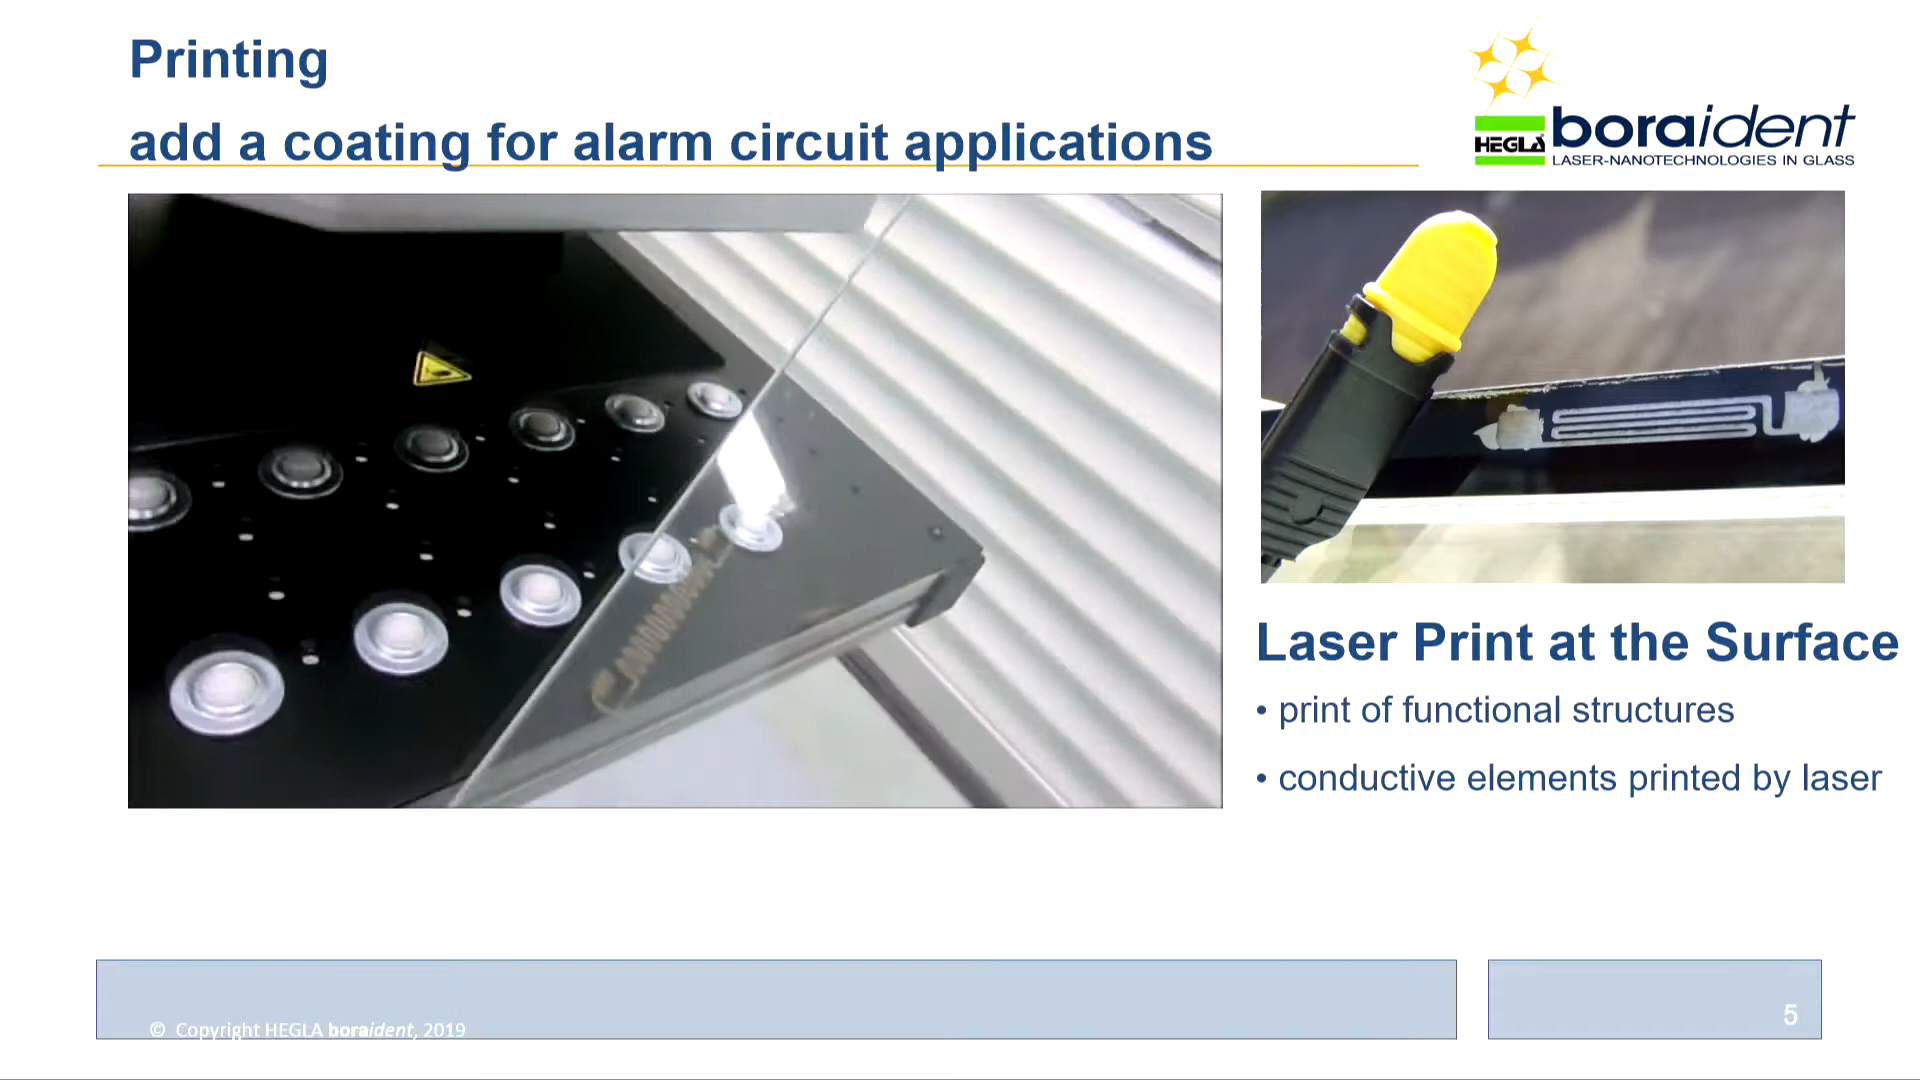 Printing
add a coating for alarm circuit applications
HEGLA boraident
LASER-NANOTECHNOLOGIES IN GLASS
Laser Print at the Surface
• print of functional structures
• conductive elements printed by laser
© Copyright HEGLA boraident, 2019
5